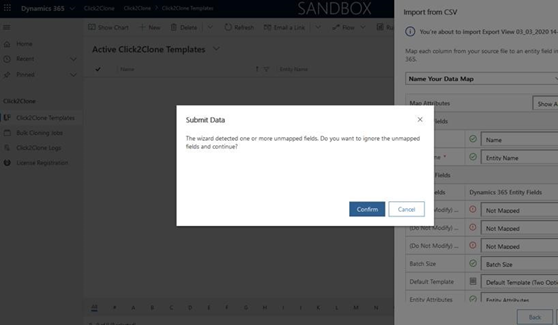 Dynamics 365
Click2Clone
Click2Clone
Click2Clone Templates
SANDBOX
Import from CSV
Show Chart
New
Delete
Refresh
Email a Link
Flow
Home
Recent
Pinned
Click2Clone
Click2Clone Templates
Bulk Cloning Jobs
Click2Clone Logs
License Registration
Active Click2Clone Templates
Name
Entity Name
You're about to import Export View 03_03_2020 14-
Map each column from your source file to an entity field in
365.
Name Your Data Map
Map Attributes
Show A
Fields
Name
Entity Name
Fields
Fields
Dynamics 365 Entity Fields
(Do Not Modify) ...
Not Mapped
(Do Not Modify) ...
Not Mapped
(Do Not Modify) ...
Not Mapped
Batch Size
Batch Size
Default Template
Default Template (Two Optio
Entity Attributes
Entity Attributes
Back
Submit Data
The wizard detected one or more unmapped fields. Do you want to ignore the unmapped
fields and continue?
Confirm
Cancel